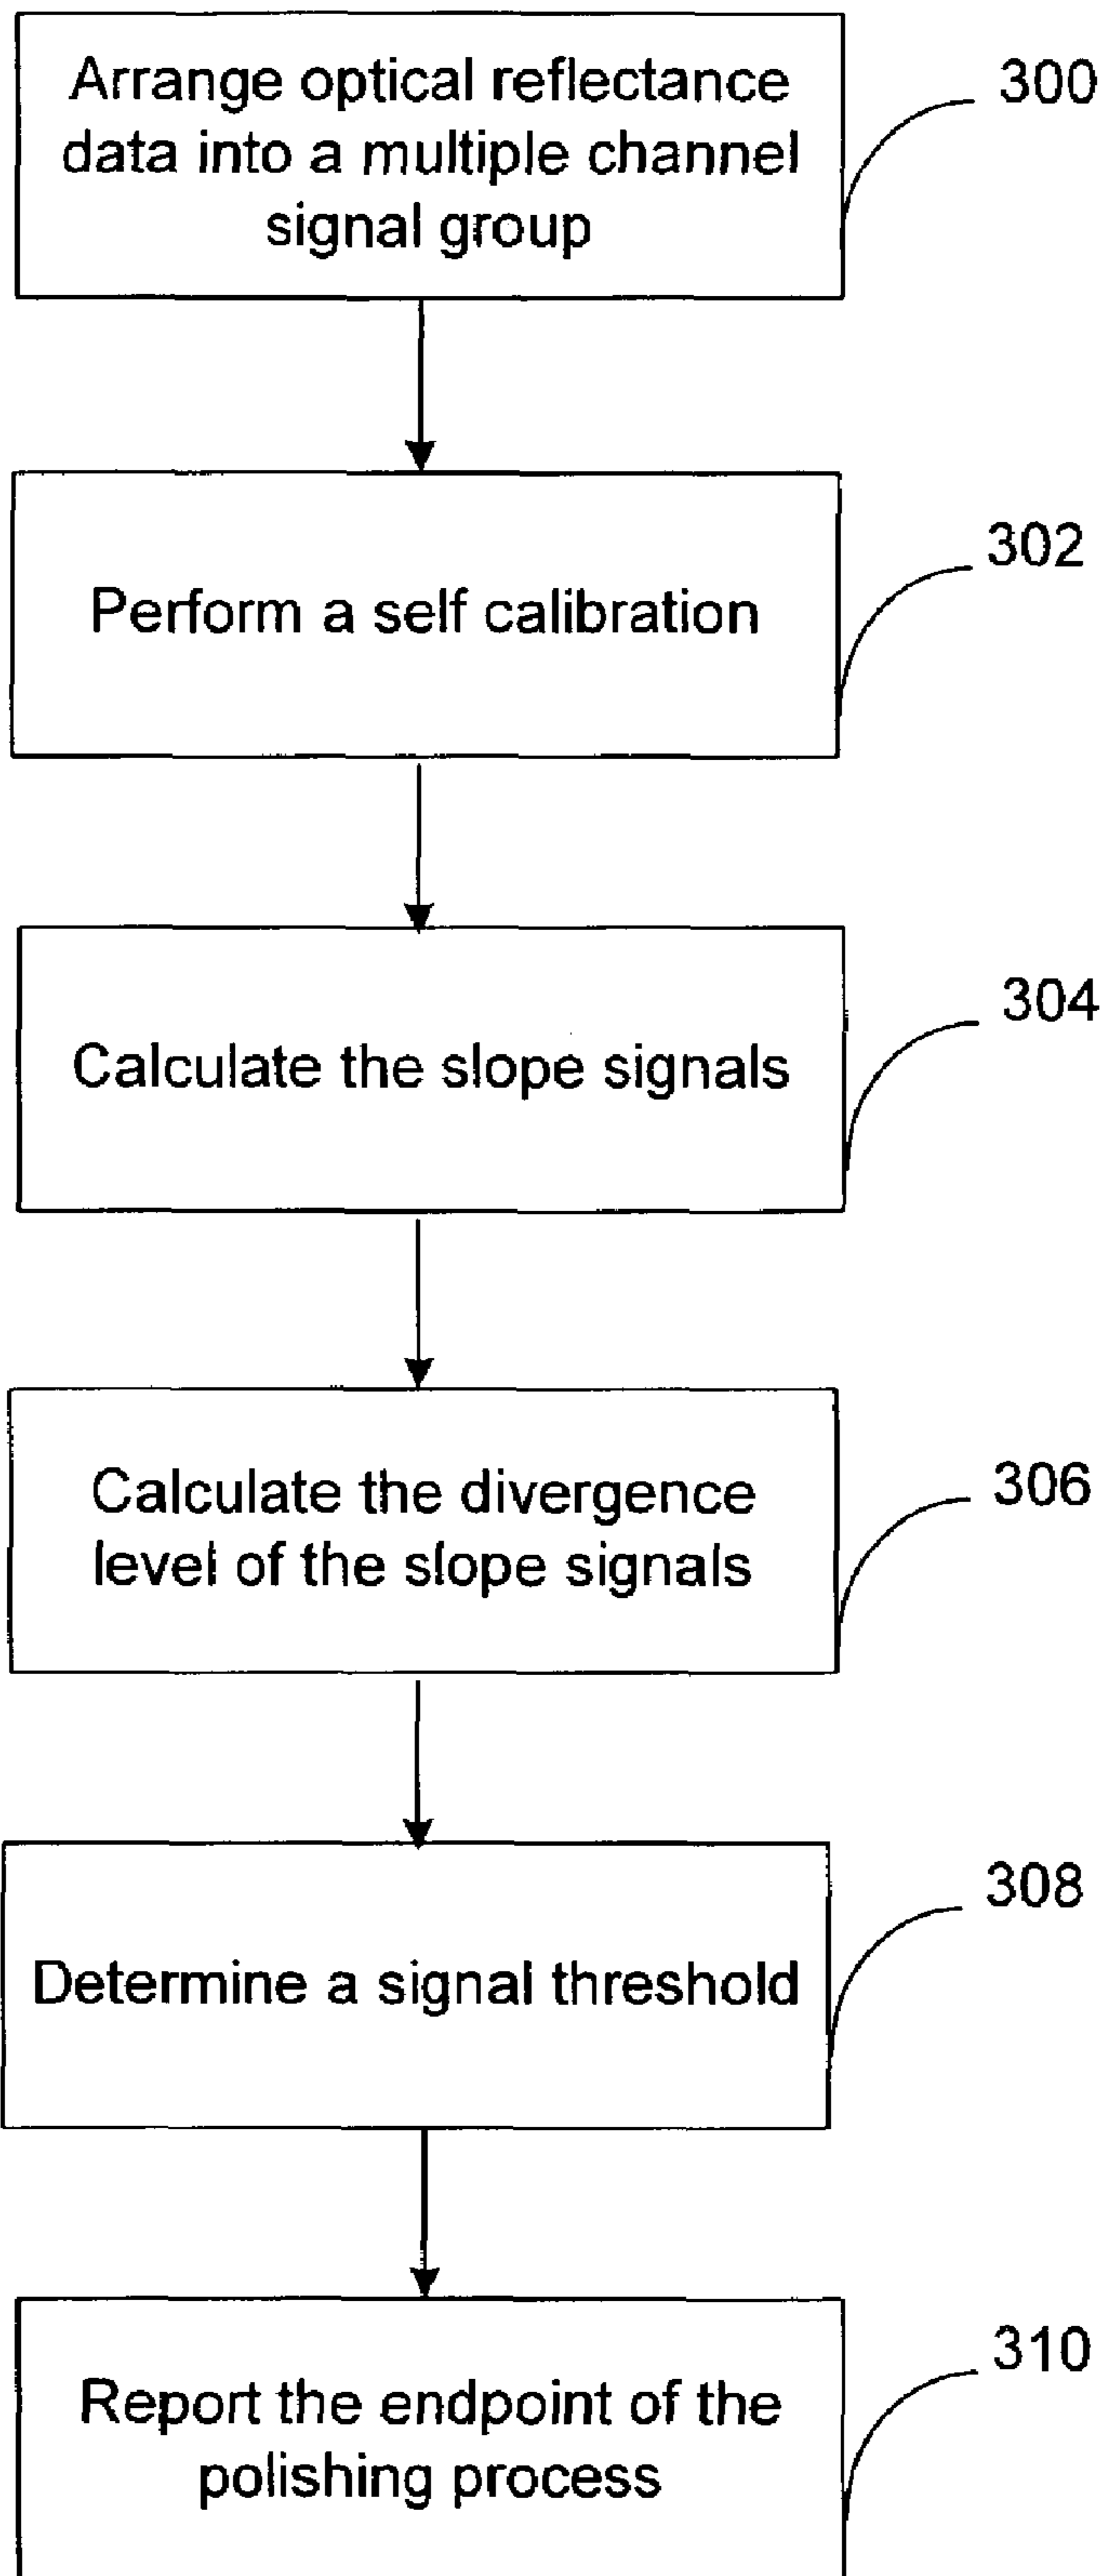 Arrange optical reflectance
data into a multiple channel
signal group
300
Perform a self calibration
302
Calculate the slope signals
304
Calculate the divergence
level of the slope signals
306
Determine a signal threshold
308
Report the endpoint of the
polishing process
310